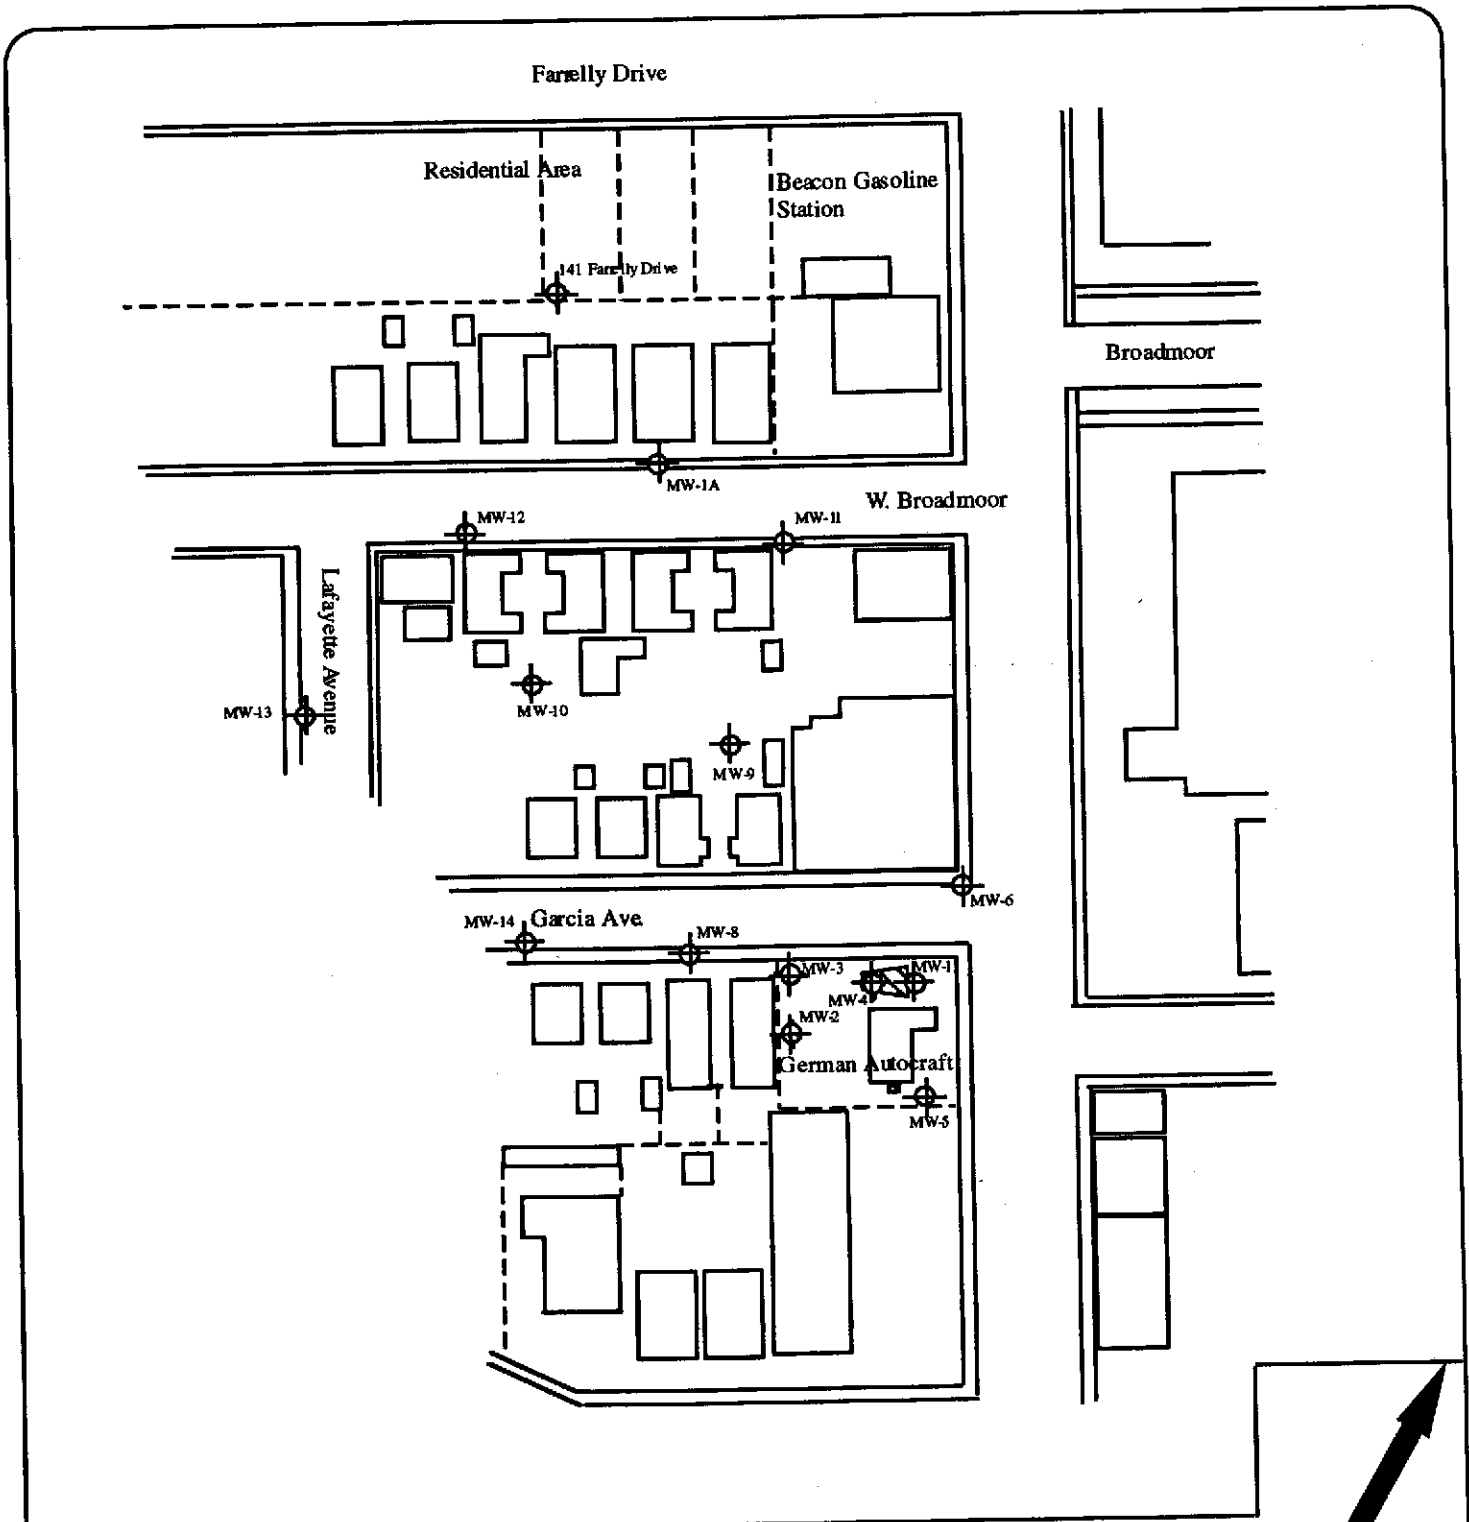 Farrelly Drive
Residential Area
Beacon Gasoline
Station
141 Farrelly Drive
Broadmoor
MW-1A
W. Broadmoor
MW-12
MW-11
Lafayette Avenue
MW-10
MW-13
MW-9
MW-6
MW-14
Garcia Ave.
MW-8
MW-3
MW-1
MW-4
MW-2
German Autocraft
MW-5